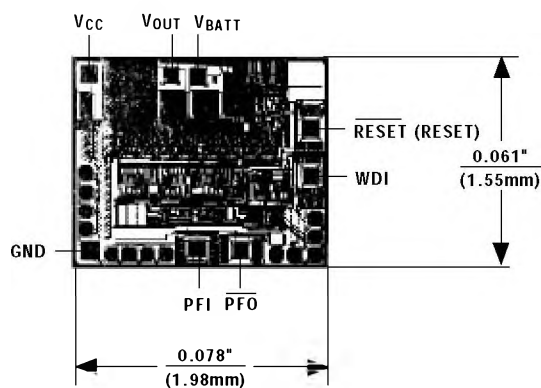 VCC VOUT VBATT
RESET (RESET)
0.061"
(1.55mm)
WDI
GND
PFI PFO
0.078"
(1.98mm)